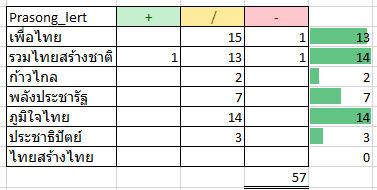 Prasong_lert + / -
เพื่อไทย 15 1 13
รวมไทยสร้างชาติ 1 13 1 14
ก้าวไกล 2 2
พลังประชารัฐ 7 7
ภูมิใจไทย 14 14
ประชาธิปัตย์ 3 3
ไทยสร้างไทย 0
57